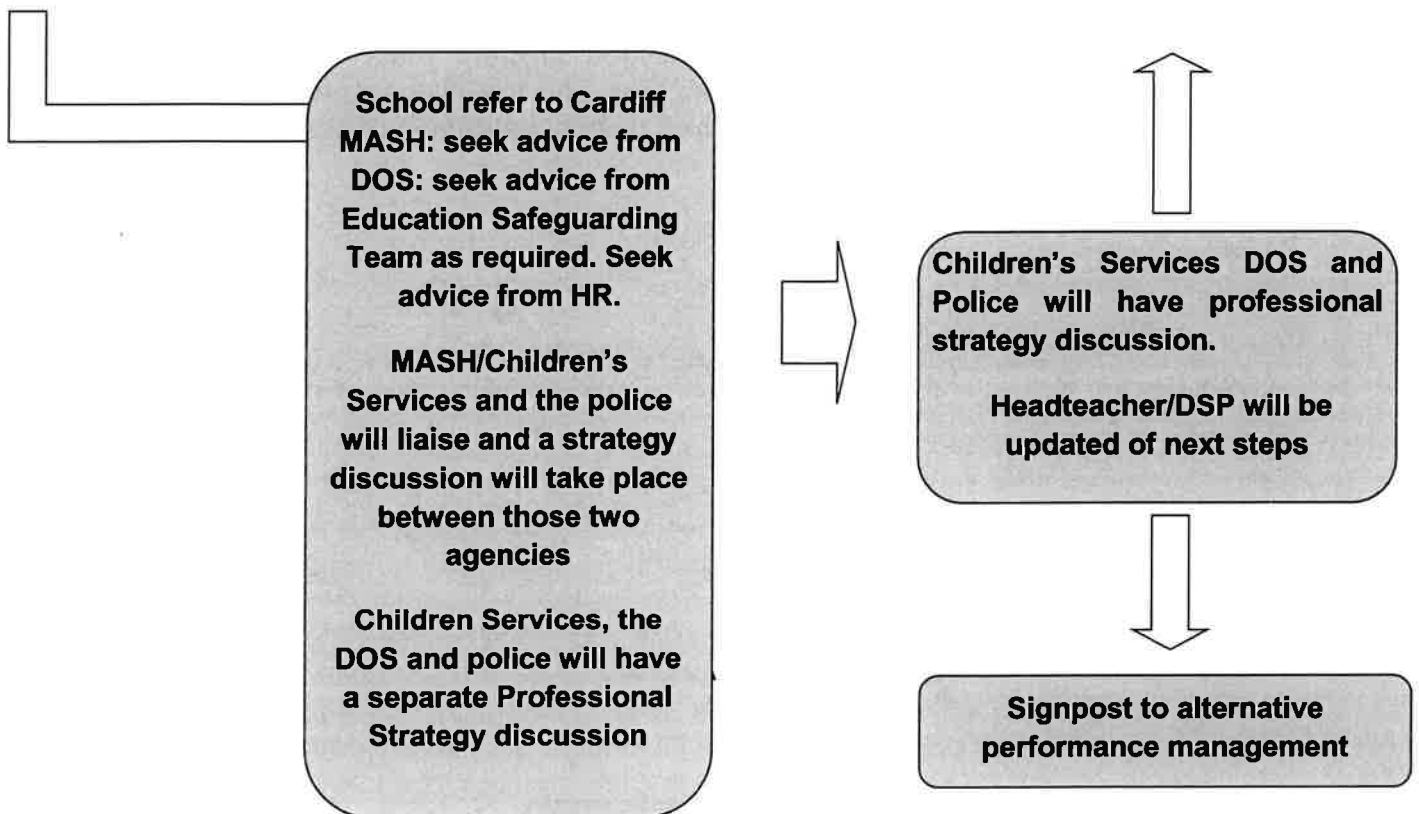 School refer to Cardiff
MASH: seek advice from
DOS: seek advice from
Education Safeguarding
Team as required. Seek
advice from HR.
MASH/Children's
Services and the police
will liaise and a strategy
discussion will take place
between those two
agencies
Children Services, the
DOS and police will have
a separate Professional
Strategy discussion
Children's Services DOS and
Police will have professional
strategy discussion.
Headteacher/DSP will be
updated of next steps
Signpost to alternative
performance management